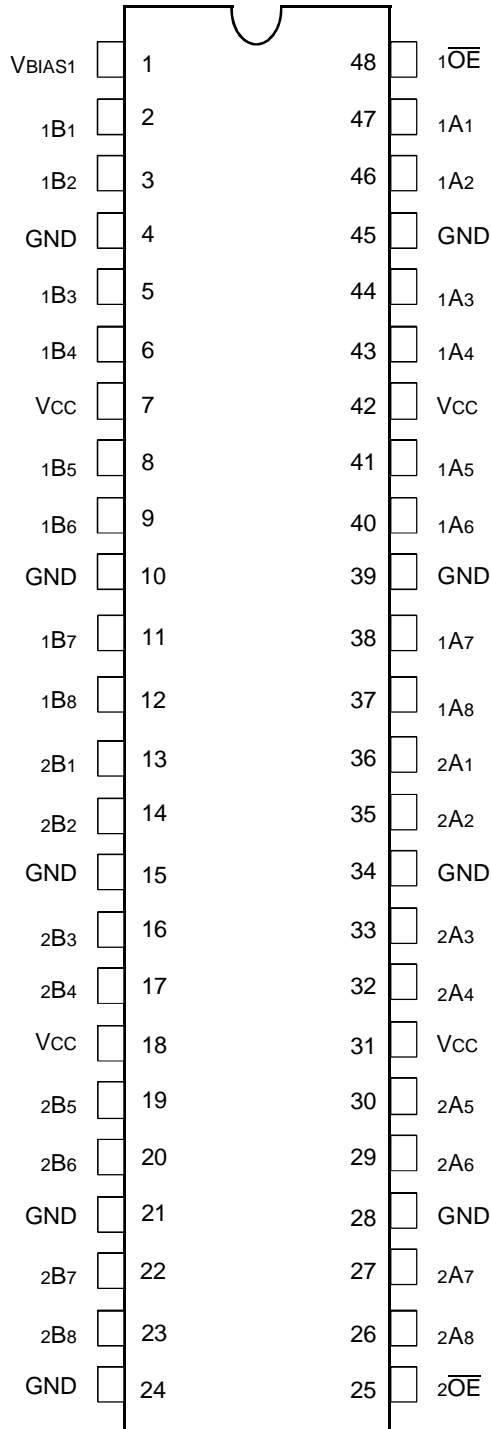 VBIAS1 1 48 1O̅E̅
1B1 2 47 1A1
1B2 3 46 1A2
GND 4 45 GND
1B3 5 44 1A3
1B4 6 43 1A4
VCC 7 42 VCC
1B5 8 41 1A5
1B6 9 40 1A6
GND 10 39 GND
1B7 11 38 1A7
1B8 12 37 1A8
2B1 13 36 2A1
2B2 14 35 2A2
GND 15 34 GND
2B3 16 33 2A3
2B4 17 32 2A4
VCC 18 31 VCC
2B5 19 30 2A5
2B6 20 29 2A6
GND 21 28 GND
2B7 22 27 2A7
2B8 23 26 2A8
GND 24 25 2O̅E̅